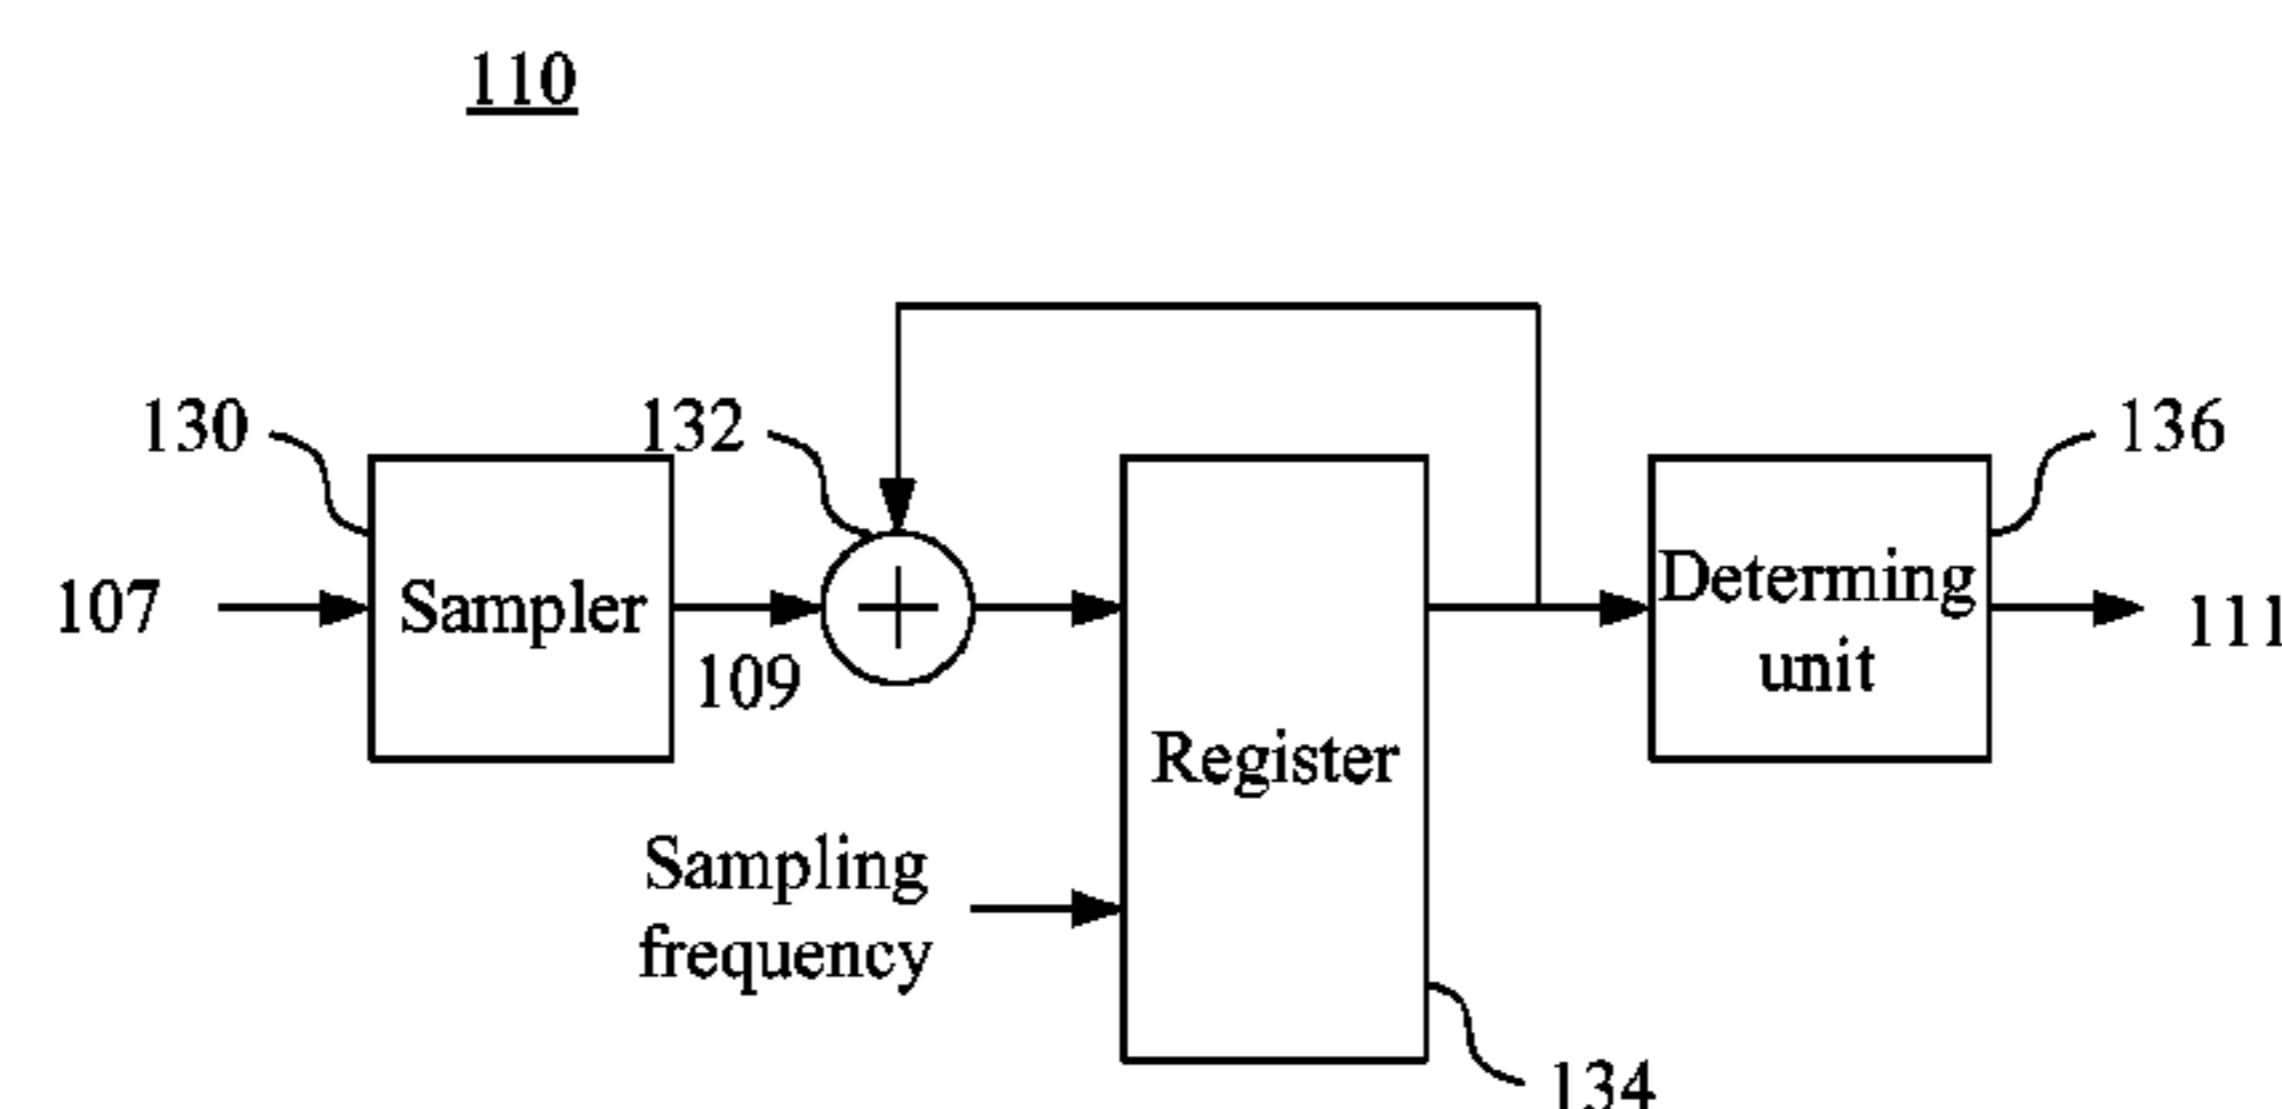 110
130
132
136
107
Sampler
109
Determing
unit
111
Register
Sampling
frequency
134